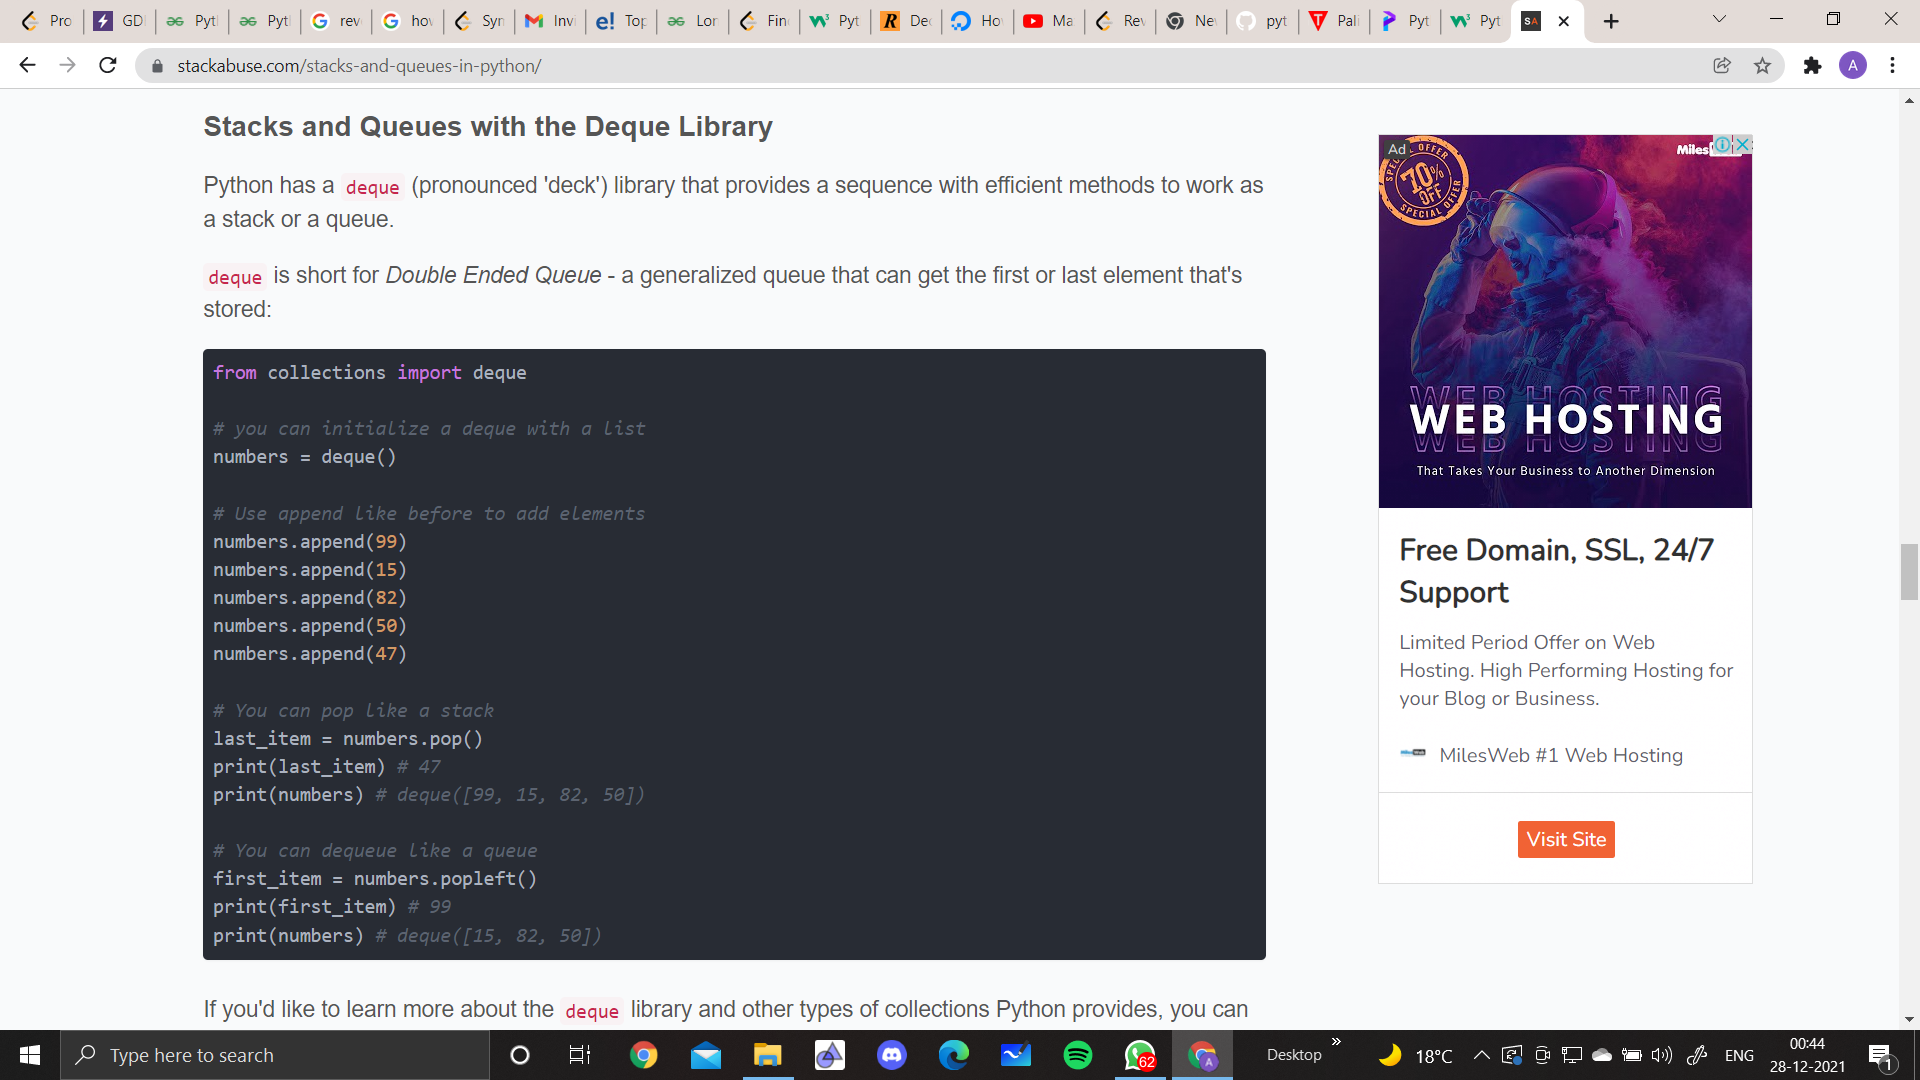 Pro
GD
Pyt
Pyt
rev
how
Syn
Invi
Top
Lor
Fin
Pyt
Dec
Ho
Ma
Rev
Nev
pyt
Pali
Pyt
Pyt
SA
stackabuse.com/stacks-and-queues-in-python/
A
Stacks and Queues with the Deque Library
Python has a deque (pronounced 'deck') library that provides a sequence with efficient methods to work as
a stack or a queue.
deque is short for Double Ended Queue - a generalized queue that can get the first or last element that's
stored:
from collections import deque
# you can initialize a deque with a list
numbers = deque()
# Use append like before to add elements
numbers.append(99)
numbers.append(15)
numbers.append(82)
numbers.append(50)
numbers.append(47)
# You can pop like a stack
last_item = numbers.pop()
print(last_item) # 47
print(numbers) # deque([99, 15, 82, 50])
# You can dequeue like a queue
first_item = numbers.popleft()
print(first_item) # 99
print(numbers) # deque([15, 82, 50])
If you'd like to learn more about the deque library and other types of collections Python provides, you can
Ad
SPECIAL OFFER
70%
OFF
SPECIAL OFFER
Miles
WEB HOSTING
WEB HOSTING
WEB HOSTING
That Takes Your Business to Another Dimension
Free Domain, SSL, 24/7
Support
Limited Period Offer on Web
Hosting. High Performing Hosting for
your Blog or Business.
MilesWeb #1 Web Hosting
Visit Site
Type here to search
62
A
Desktop
18°C
ENG
00:44
28-12-2021
1